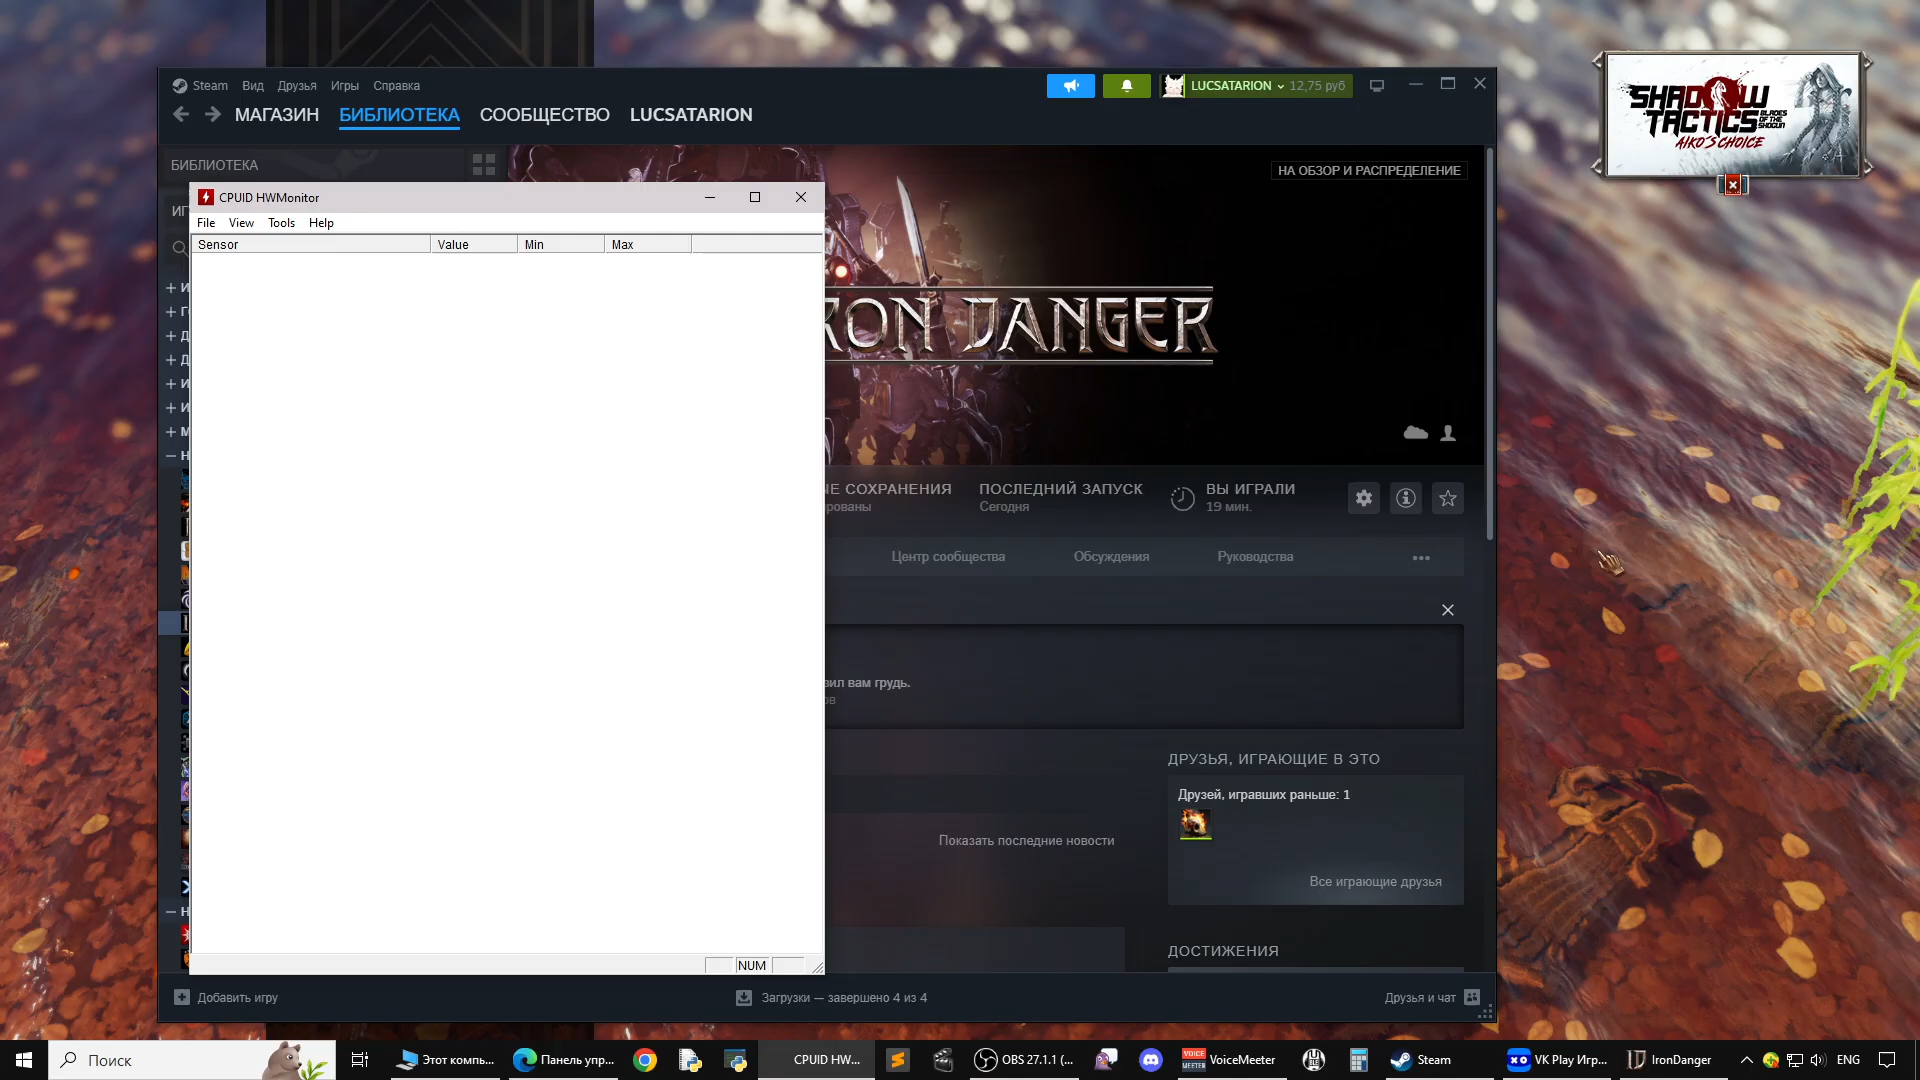 Steam Вид Друзья Игры Справка
LUCSATARION 12,75 руб
МАГАЗИН БИБЛИОТЕКА СООБЩЕСТВО LUCSATARION
SHADOW TACTICS BLADES OF THE SHOGUN
AIKO'S CHOICE
БИБЛИОТЕКА
НА ОБЗОР И РАСПРЕДЕЛЕНИЕ
CPUID HWMonitor
File View Tools Help
Sensor Value Min Max
RON DANGER
ПОСЛЕДНИЙ ЗАПУСК
Сегодня
СОХРАНЕНИЯ
ВЫ ИГРАЛИ
19 мин.
Центр сообщества Обсуждения Руководства
вам грудь.
ДРУЗЬЯ, ИГРАЮЩИЕ В ЭТО
Друзей, игравших раньше: 1
Показать последние новости
Все играющие друзья
ДОСТИЖЕНИЯ
NUM
Добавить игру
Загрузки — завершено 4 из 4
Друзья и чат
Поиск
Этот компь...
Панель упр...
CPUID HW...
OBS 27.1.1 (...
VOICE MEETER
VoiceMeeter
Steam
VK Play Игр...
IronDanger
ENG